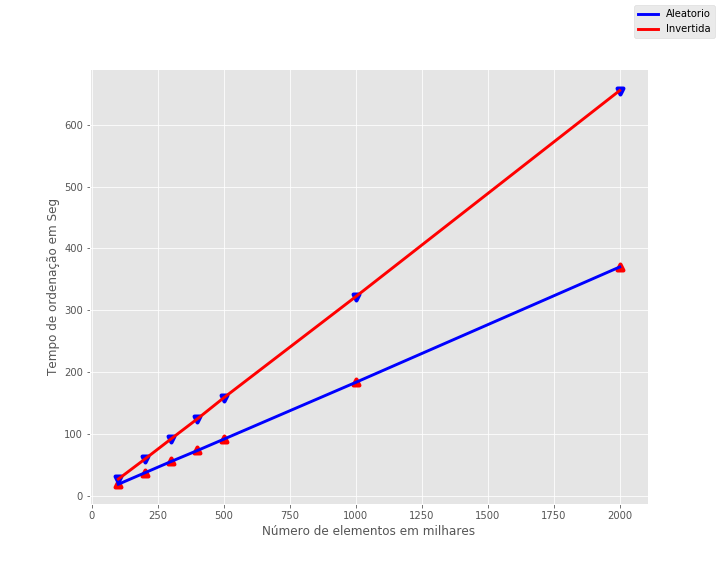 Aleatorio
Invertida
600
500
400
300
200
100
0
Tempo de ordenação em Seg
0 250 500 750 1000 1250 1500 1750 2000
Número de elementos em milhares